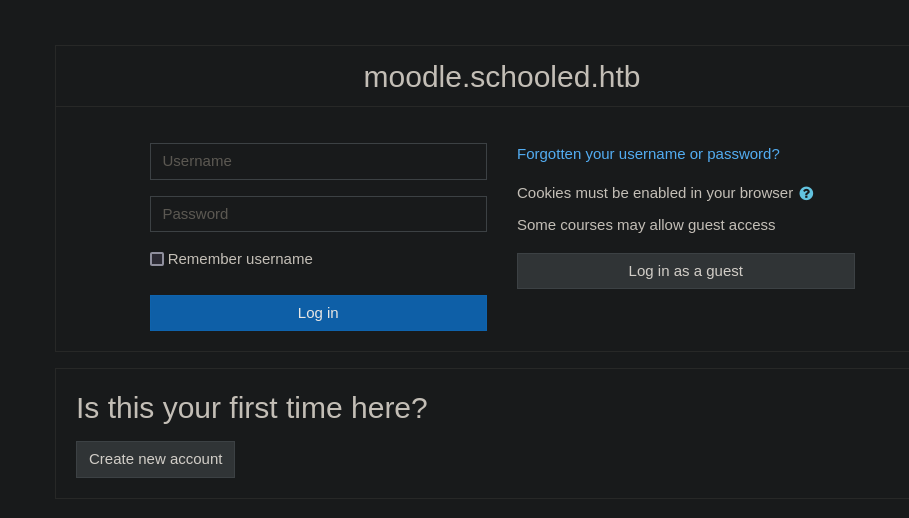 moodle.schooled.htb
Username
Password
Remember username
Log in
Forgotten your username or password?
Cookies must be enabled in your browser ?
Some courses may allow guest access
Log in as a guest
Is this your first time here?
Create new account